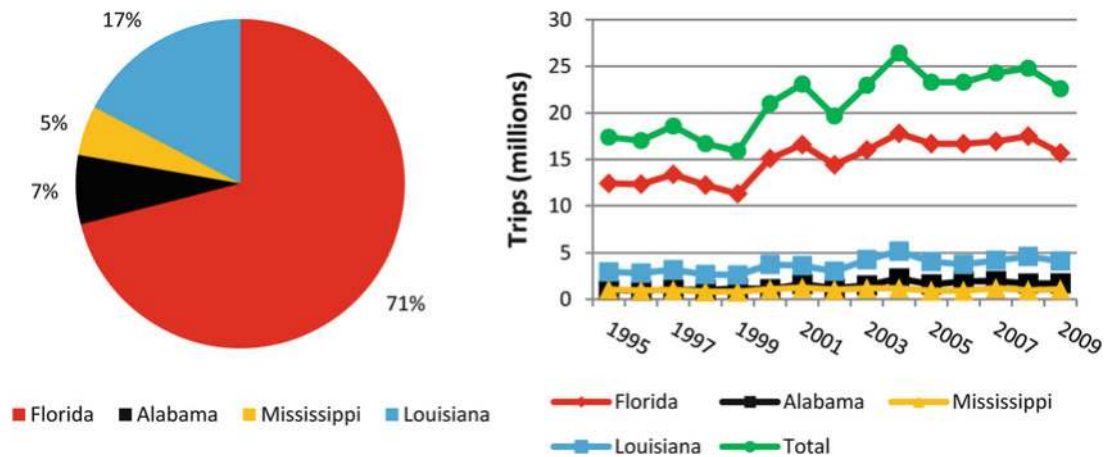 17%
5%
7%
71%
Florida Alabama Mississippi Louisiana
Trips (millions)
30
25
20
15
10
5
0
1995 1997 1999 2001 2003 2005 2007 2009
Florida Alabama Mississippi
Louisiana Total